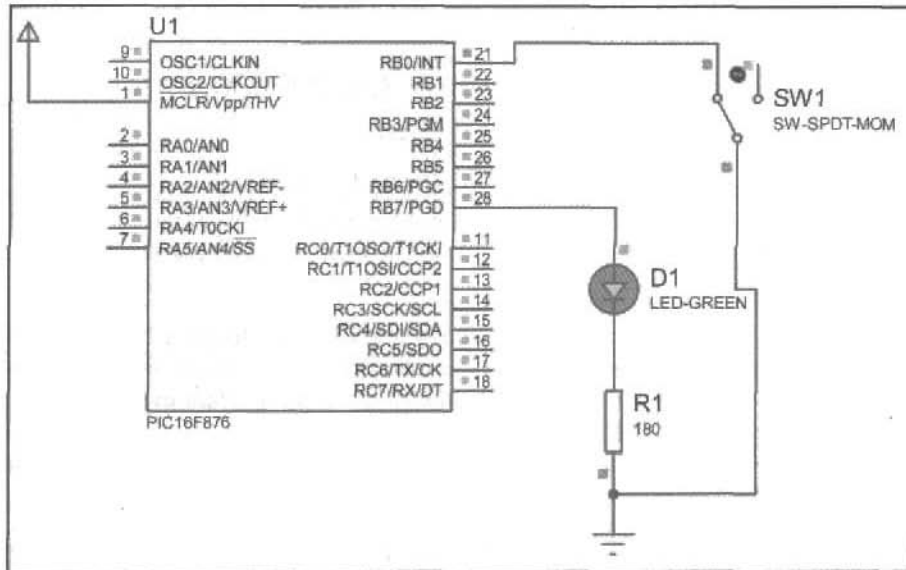 U1
9 OSC1/CLKIN
10 OSC2/CLKOUT
1 MCLR/Vpp/THV
2 RA0/AN0
3 RA1/AN1
4 RA2/AN2/VREF-
5 RA3/AN3/VREF+
6 RA4/T0CKI
7 RA5/AN4/SS
RB0/INT 21
RB1 22
RB2 23
RB3/PGM 24
RB4 25
RB5 26
RB6/PGC 27
RB7/PGD 28
RC0/T1OSO/T1CKI 11
RC1/T1OSI/CCP2 12
RC2/CCP1 13
RC3/SCK/SCL 14
RC4/SDI/SDA 15
RC5/SDO 16
RC6/TX/CK 17
RC7/RX/DT 18
PIC16F876
SW1
SW-SPDT-MOM
D1
LED-GREEN
R1
180